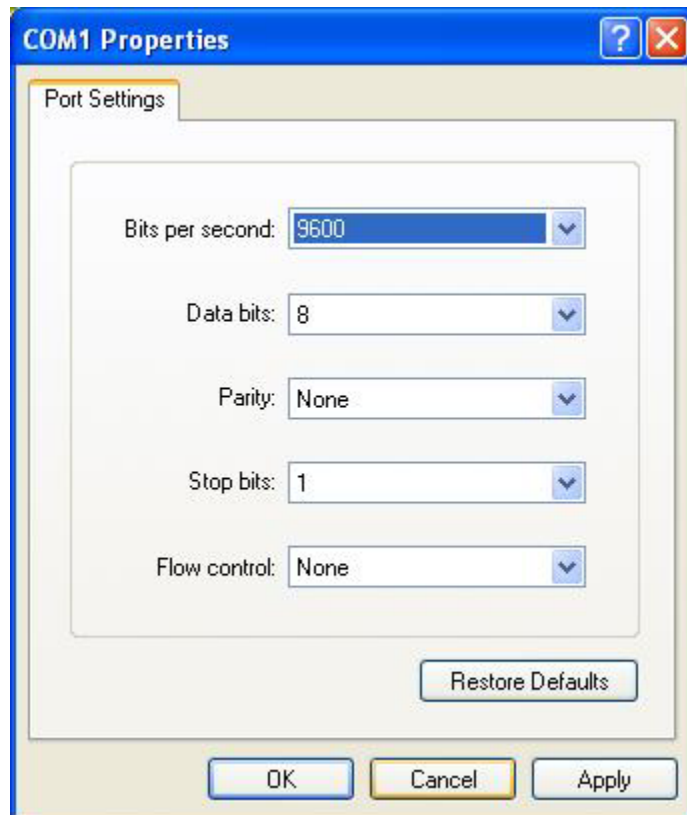 COM1 Properties
Port Settings
Bits per second: 9600
Data bits: 8
Parity: None
Stop bits: 1
Flow control: None
Restore Defaults
OK Cancel Apply